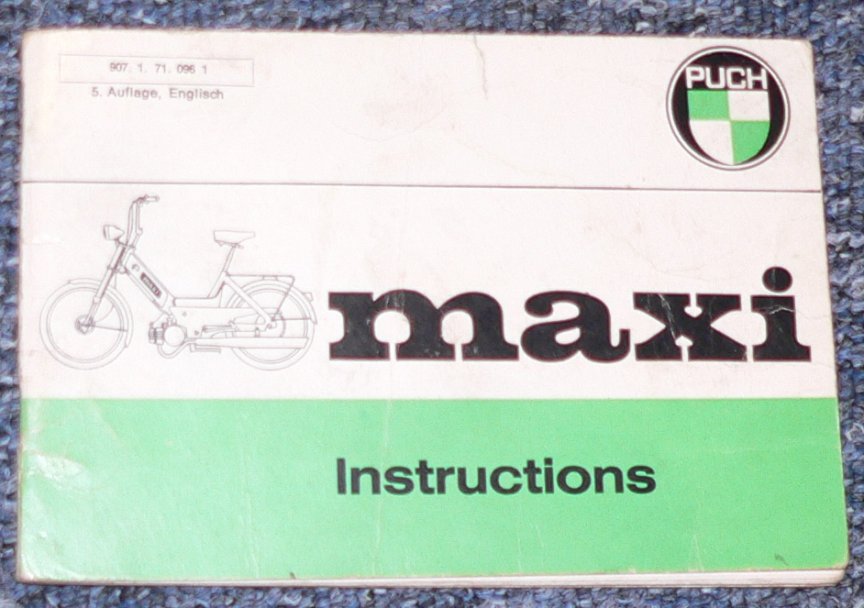 907. 1. 71. 096 1
5. Auflage, Englisch
PUCH
maxi
Instructions